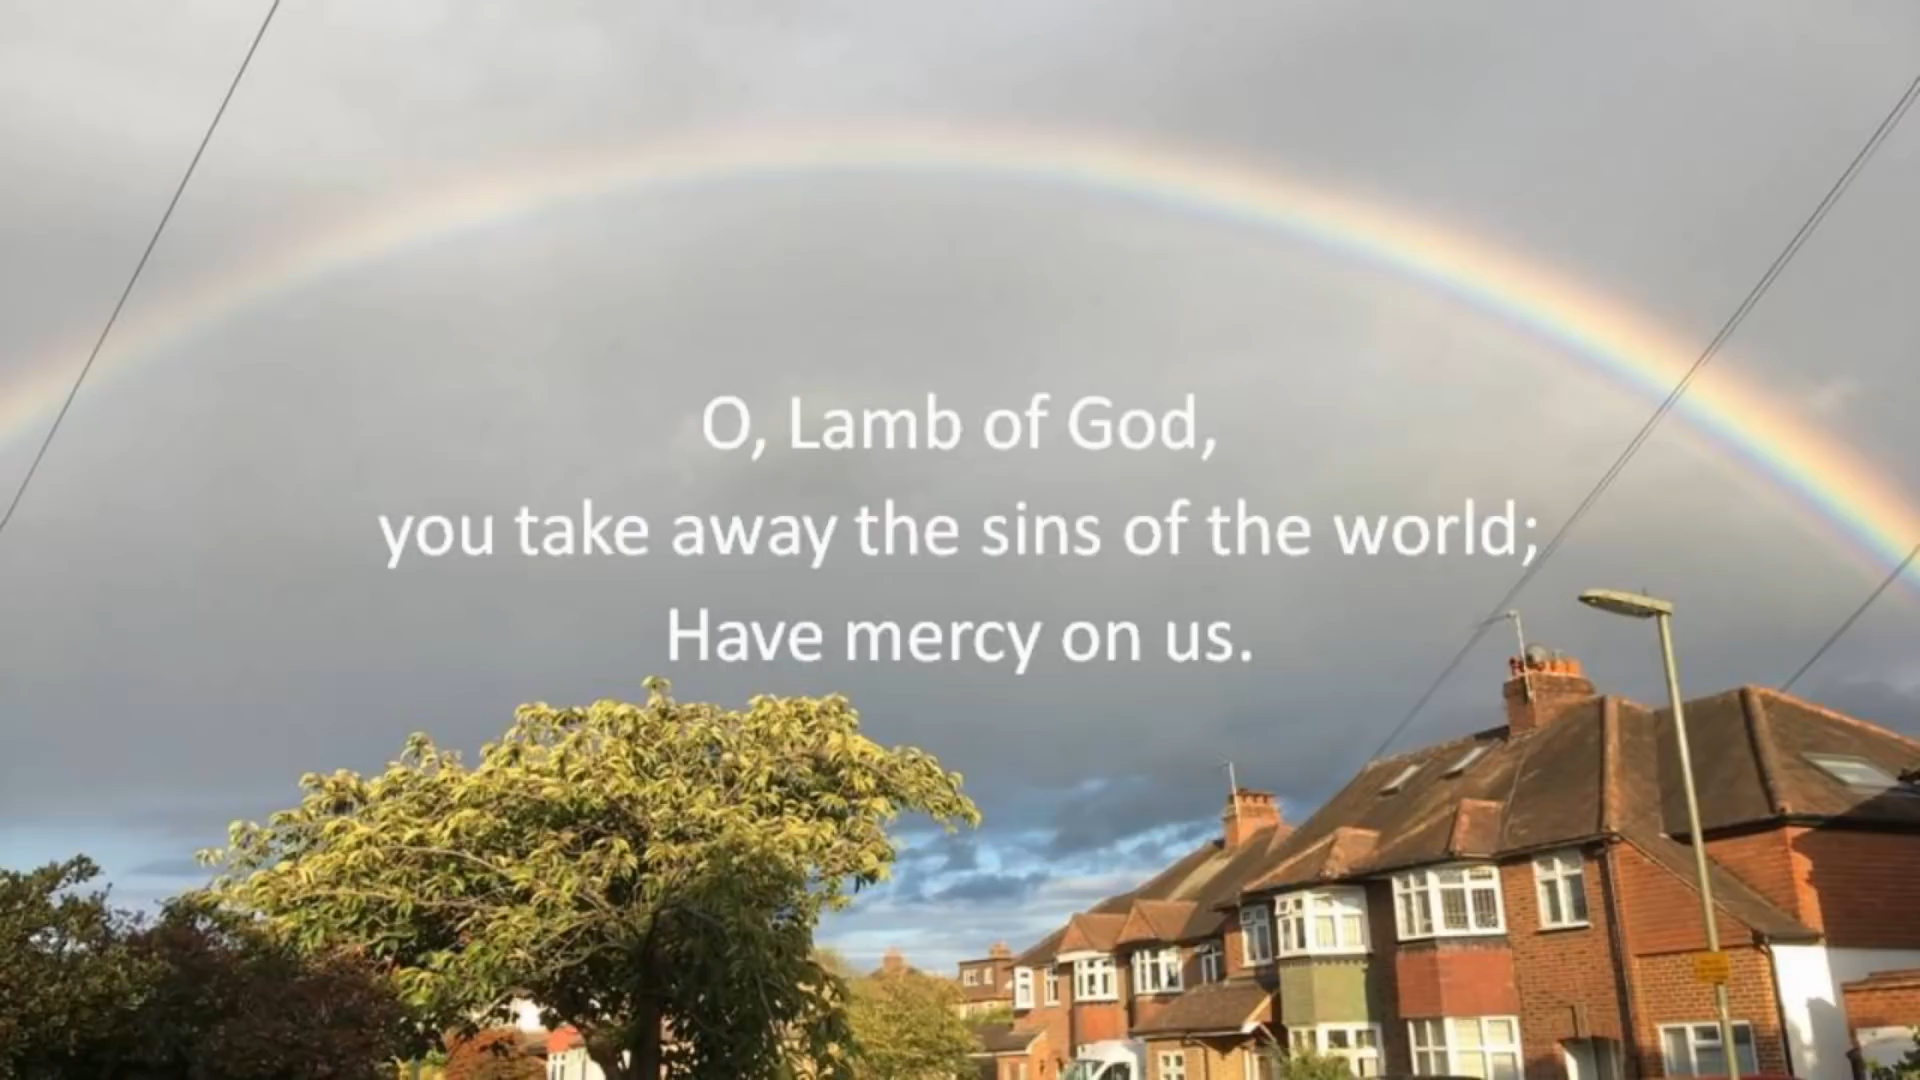 O, Lamb of God,
you take away the sins of the world;
Have mercy on us.